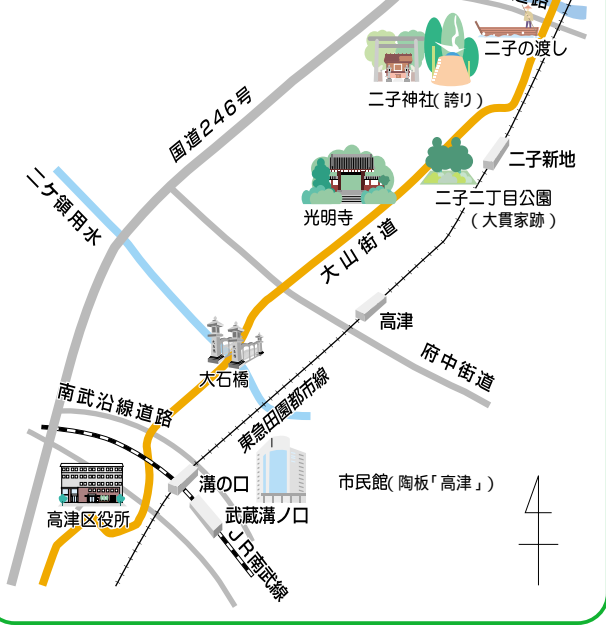 路
二子の渡し
二子神社(誇り)
国道246号
二子新地
二ケ領用水
光明寺
二子二丁目公園
(大貫家跡)
大山街道
高津
府中街道
大石橋
南武沿線道路
東急田園都市線
溝の口
市民館(陶板「高津」)
高津区役所
武蔵溝ノ口
JR南武線